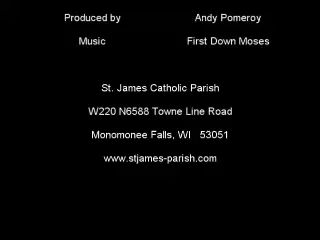 Produced by Andy Pomeroy
Music First Down Moses
St. James Catholic Parish
W220 N6588 Towne Line Road
Monomonee Falls, WI 53051
www.stjames-parish.com